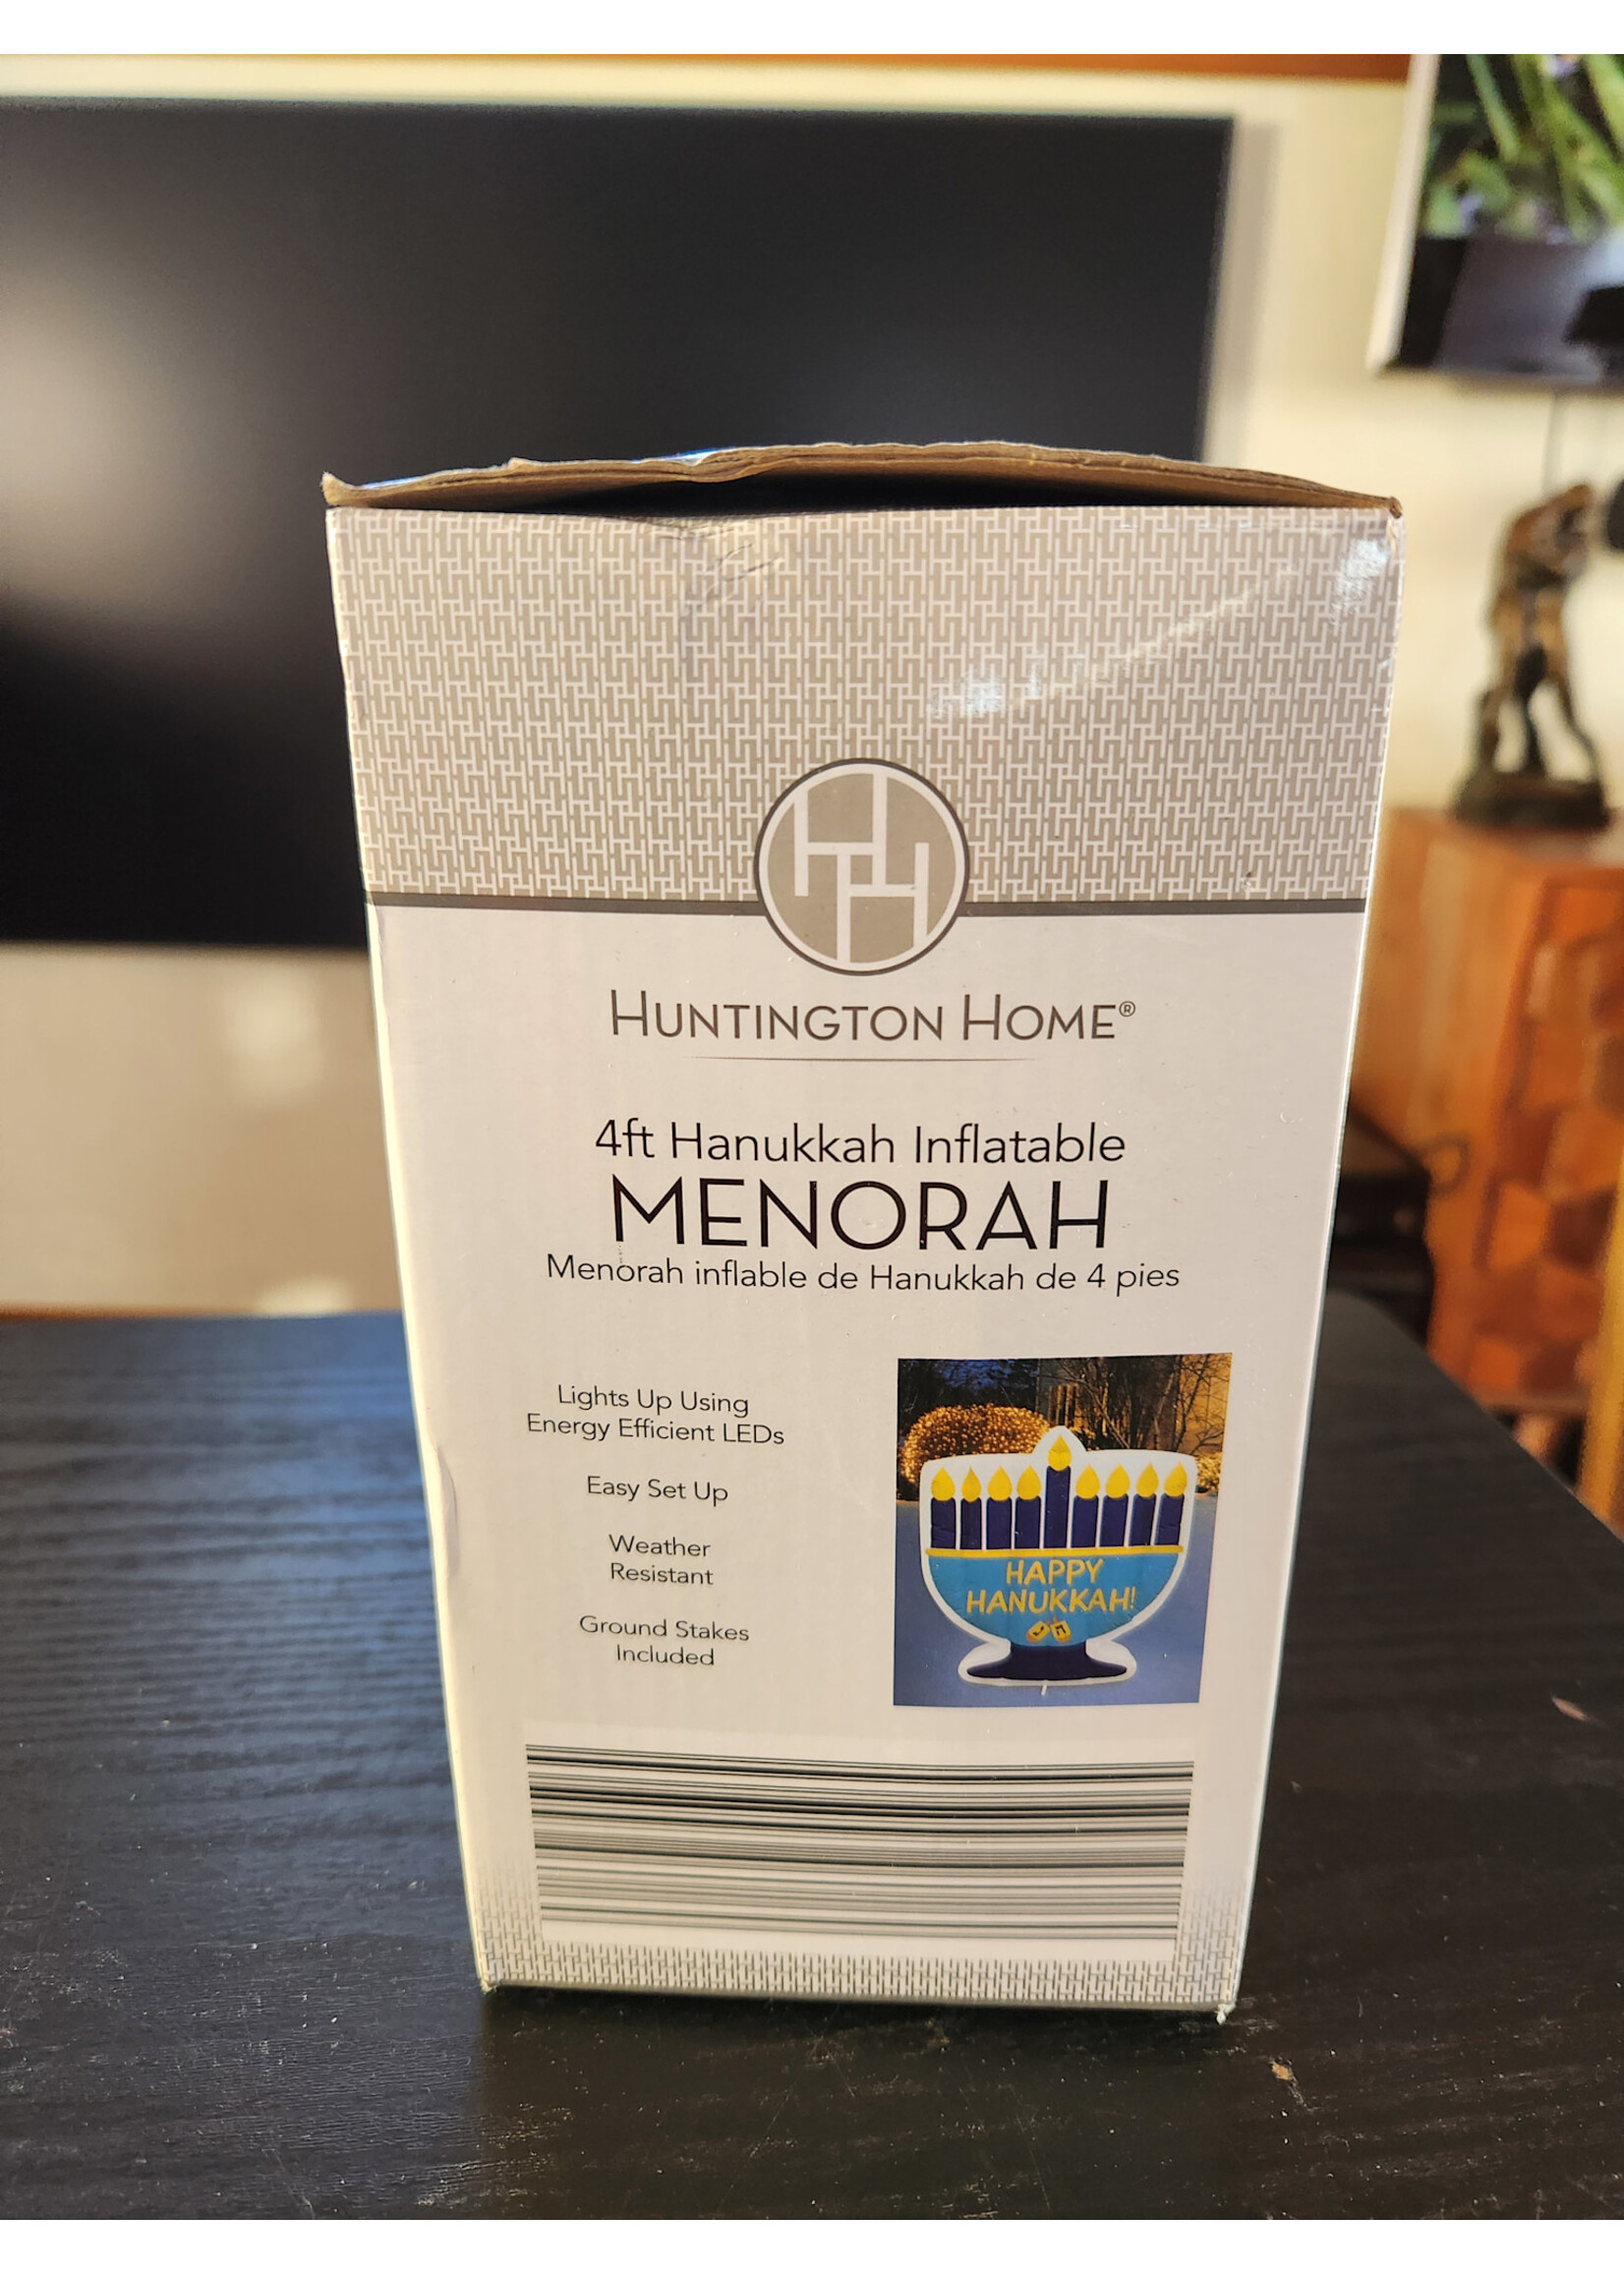 HUNTINGTON HOME®
4ft Hanukkah Inflatable
MENORAH
Menorah inflable de Hanukkah de 4 pies
Lights Up Using
Energy Efficient LEDs
Easy Set Up
Weather
Resistant
Ground Stakes
Included
HAPPY
HANUKKAH!